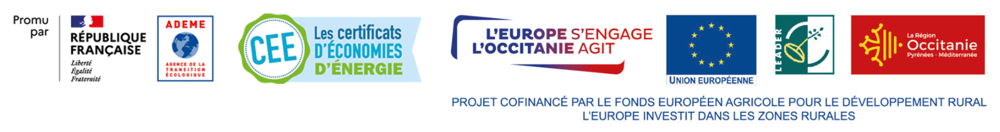 Promu
par
RÉPUBLIQUE
FRANÇAISE
Liberté
Égalité
Fraternité
ADEME
AGENCE DE LA
TRANSITION
ÉCOLOGIQUE
CEE
Les certificats
D'ÉCONOMIES
D'ÉNERGIE
L'EUROPE S'ENGAGE
L'OCCITANIE AGIT
UNION EUROPÉENNE
LEADER
La Région
Occitanie
Pyrénées - Méditerranée
PROJET COFINANCÉ PAR LE FONDS EUROPÉEN AGRICOLE POUR LE DÉVELOPPEMENT RURAL
L'EUROPE INVESTIT DANS LES ZONES RURALES